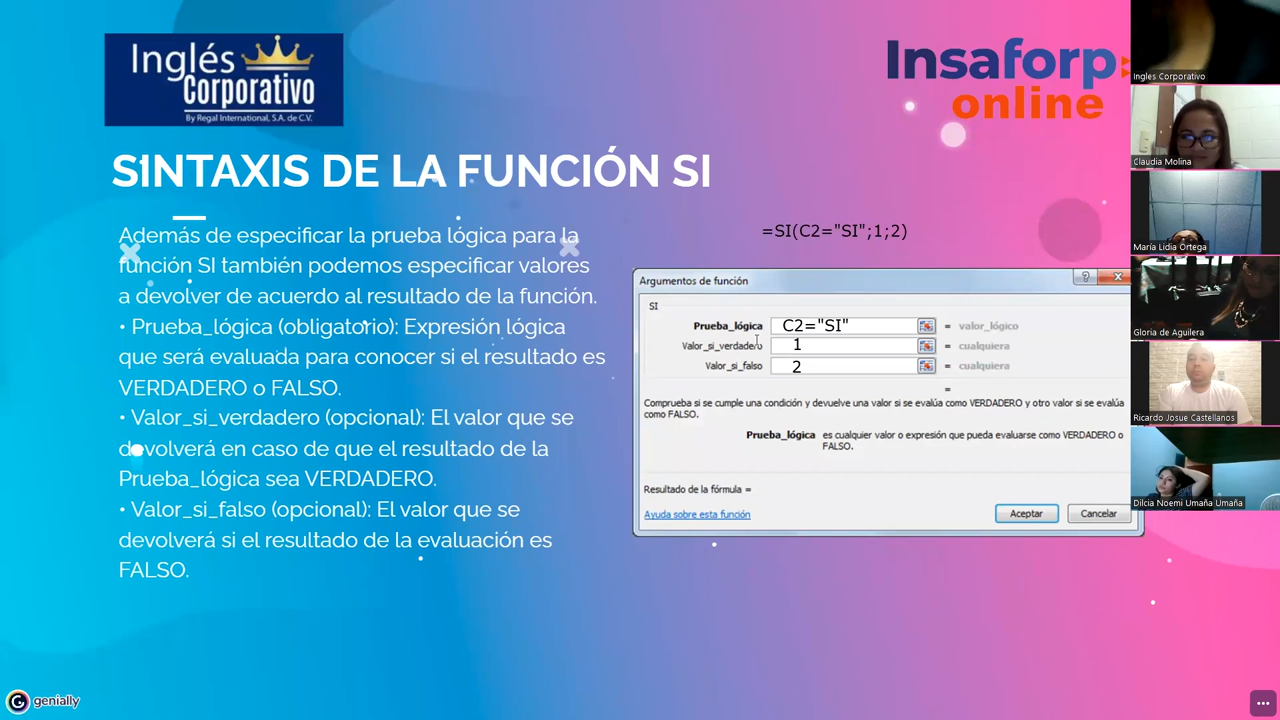 Inglés
Corporativo
By Regal International, S.A. de C.V.
Insaforp
online
SINTAXIS DE LA FUNCIÓN SI
Además de especificar la prueba lógica para la
función SI también podemos especificar valores
a devolver de acuerdo al resultado de la función.
• Prueba_lógica (obligatorio): Expresión lógica
que será evaluada para conocer si el resultado es
VERDADERO o FALSO.
• Valor_si_verdadero (opcional): El valor que se
devolverá en caso de que el resultado de la
Prueba_lógica sea VERDADERO.
• Valor_si_falso (opcional): El valor que se
devolverá si el resultado de la evaluación es
FALSO.
=SI(C2="SI";1;2)
Argumentos de función
SI
Prueba_lógica C2="SI" = valor_lógico
Valor_si_verdadero 1 = cualquiera
Valor_si_falso 2 = cualquiera
=
Comprueba si se cumple una condición y devuelve una valor si se evalúa como VERDADERO y otro valor si se evalúa
como FALSO.
Prueba_lógica es cualquier valor o expresión que pueda evaluarse como VERDADERO o
FALSO.
Resultado de la fórmula =
Ayuda sobre esta función
Aceptar
Cancelar
Ingles Corporativo
Claudia Molina
María Lidia Ortega
Gloria de Aguilera
Ricardo Josue Castellanos
Dilcia Noemi Umaña Umaña
genially